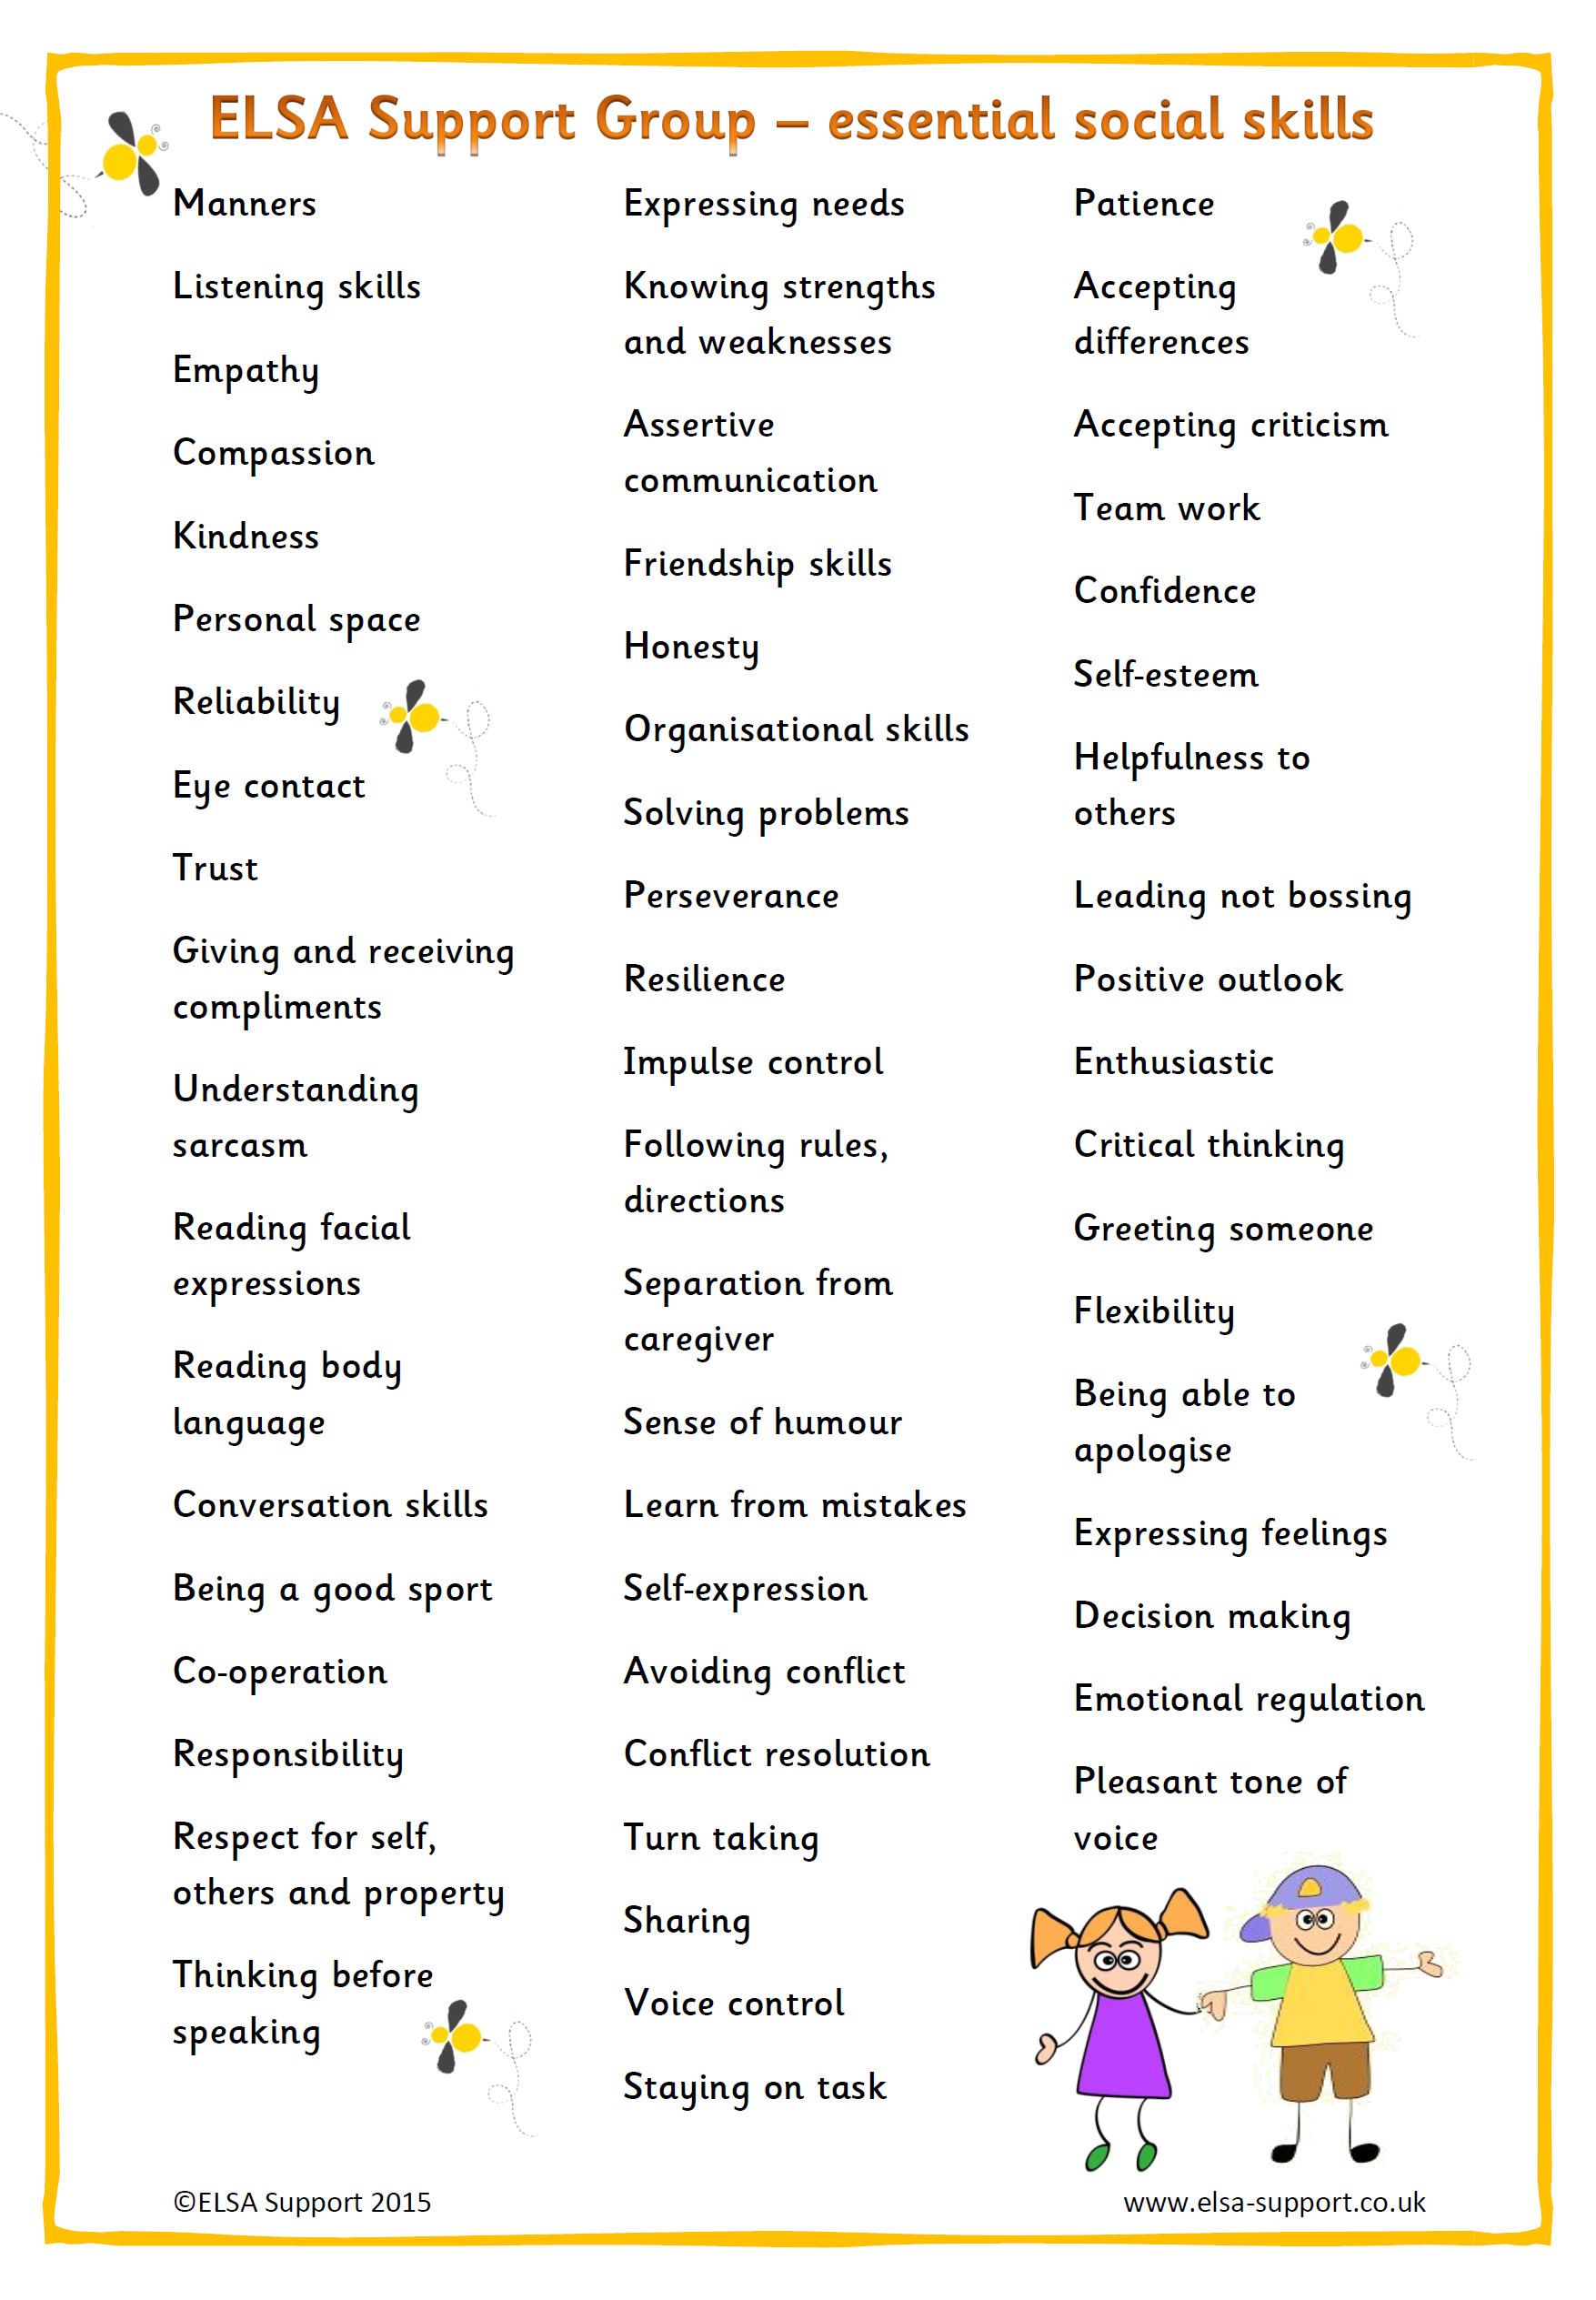 ELSA Support Group – essential social skills
Manners
Listening skills
Empathy
Compassion
Kindness
Personal space
Reliability
Eye contact
Trust
Giving and receiving
compliments
Understanding
sarcasm
Reading facial
expressions
Reading body
language
Conversation skills
Being a good sport
Co-operation
Responsibility
Respect for self,
others and property
Thinking before
speaking
Expressing needs
Knowing strengths
and weaknesses
Assertive
communication
Friendship skills
Honesty
Organisational skills
Solving problems
Perseverance
Resilience
Impulse control
Following rules,
directions
Separation from
caregiver
Sense of humour
Learn from mistakes
Self-expression
Avoiding conflict
Conflict resolution
Turn taking
Sharing
Voice control
Staying on task
Patience
Accepting
differences
Accepting criticism
Team work
Confidence
Self-esteem
Helpfulness to
others
Leading not bossing
Positive outlook
Enthusiastic
Critical thinking
Greeting someone
Flexibility
Being able to
apologise
Expressing feelings
Decision making
Emotional regulation
Pleasant tone of
voice
©ELSA Support 2015
www.elsa-support.co.uk